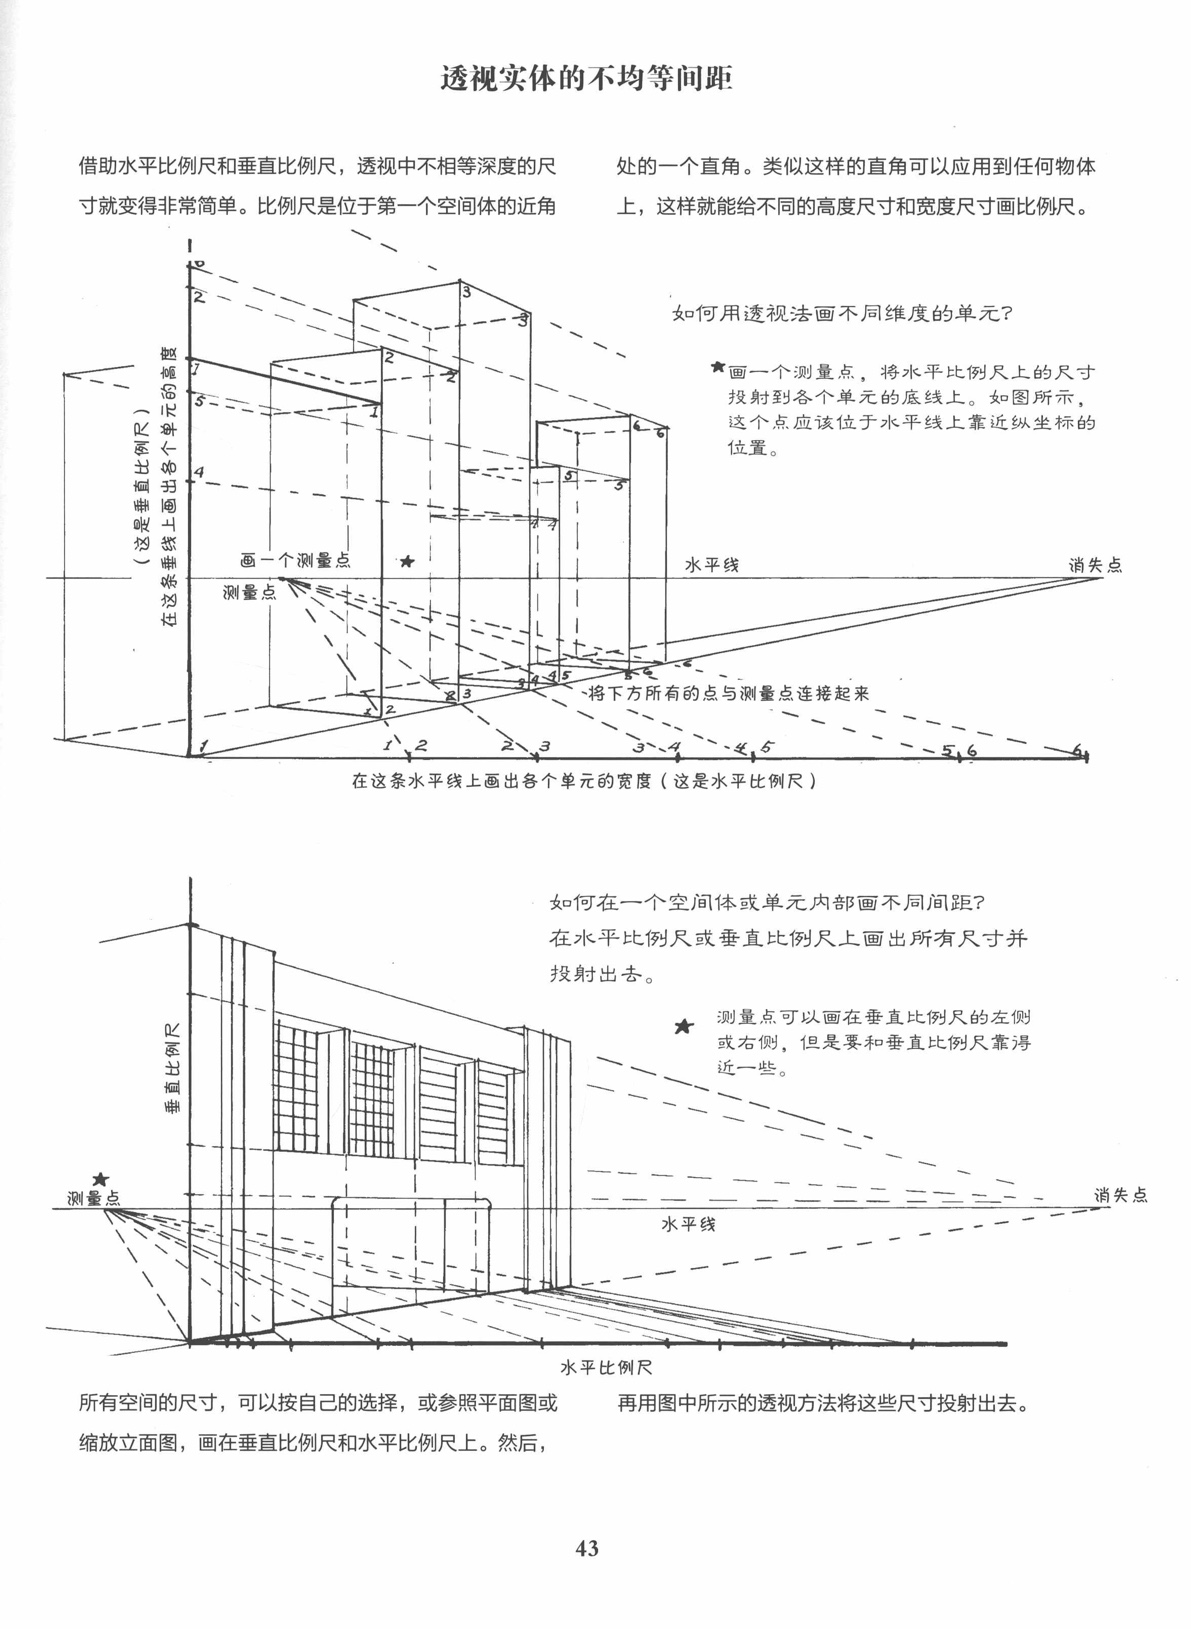 透视实体的不均等间距
借助水平比例尺和垂直比例尺，透视中不相等深度的尺
寸就变得非常简单。比例尺是位于第一个空间体的近角
处的一个直角。类似这样的直角可以应用到任何物体
上，这样就能给不同的高度尺寸和宽度尺寸画比例尺。
如何用透视法画不同维度的单元？
★画一个测量点，将水平比例尺上的尺寸
投射到各个单元的底线上。如图所示，
这个点应该位于水平线上靠近纵坐标的
位置。
（这是垂直比例尺）
在这条垂线上画出各个单元的高度
6
2
1
5
4
3
3
2
2
1
6
6
5
5
4
4
画一个测量点
★
测量点
水平线
消失点
将下方所有的点与测量点连接起来
1
2
2
3
3
4
4
5
5
6
6
1
1
2
2
3
3
4
4
5
5
6
6
在这条水平线上画出各个单元的宽度（这是水平比例尺）
如何在一个空间体或单元内部画不同间距？
在水平比例尺或垂直比例尺上画出所有尺寸并
投射出去。
★ 测量点可以画在垂直比例尺的左侧
或右侧，但是要和垂直比例尺靠得
近一些。
垂直比例尺
★
测量点
水平线
消失点
水平比例尺
所有空间的尺寸，可以按自己的选择，或参照平面图或
缩放立面图，画在垂直比例尺和水平比例尺上。然后，
再用图中所示的透视方法将这些尺寸投射出去。
43